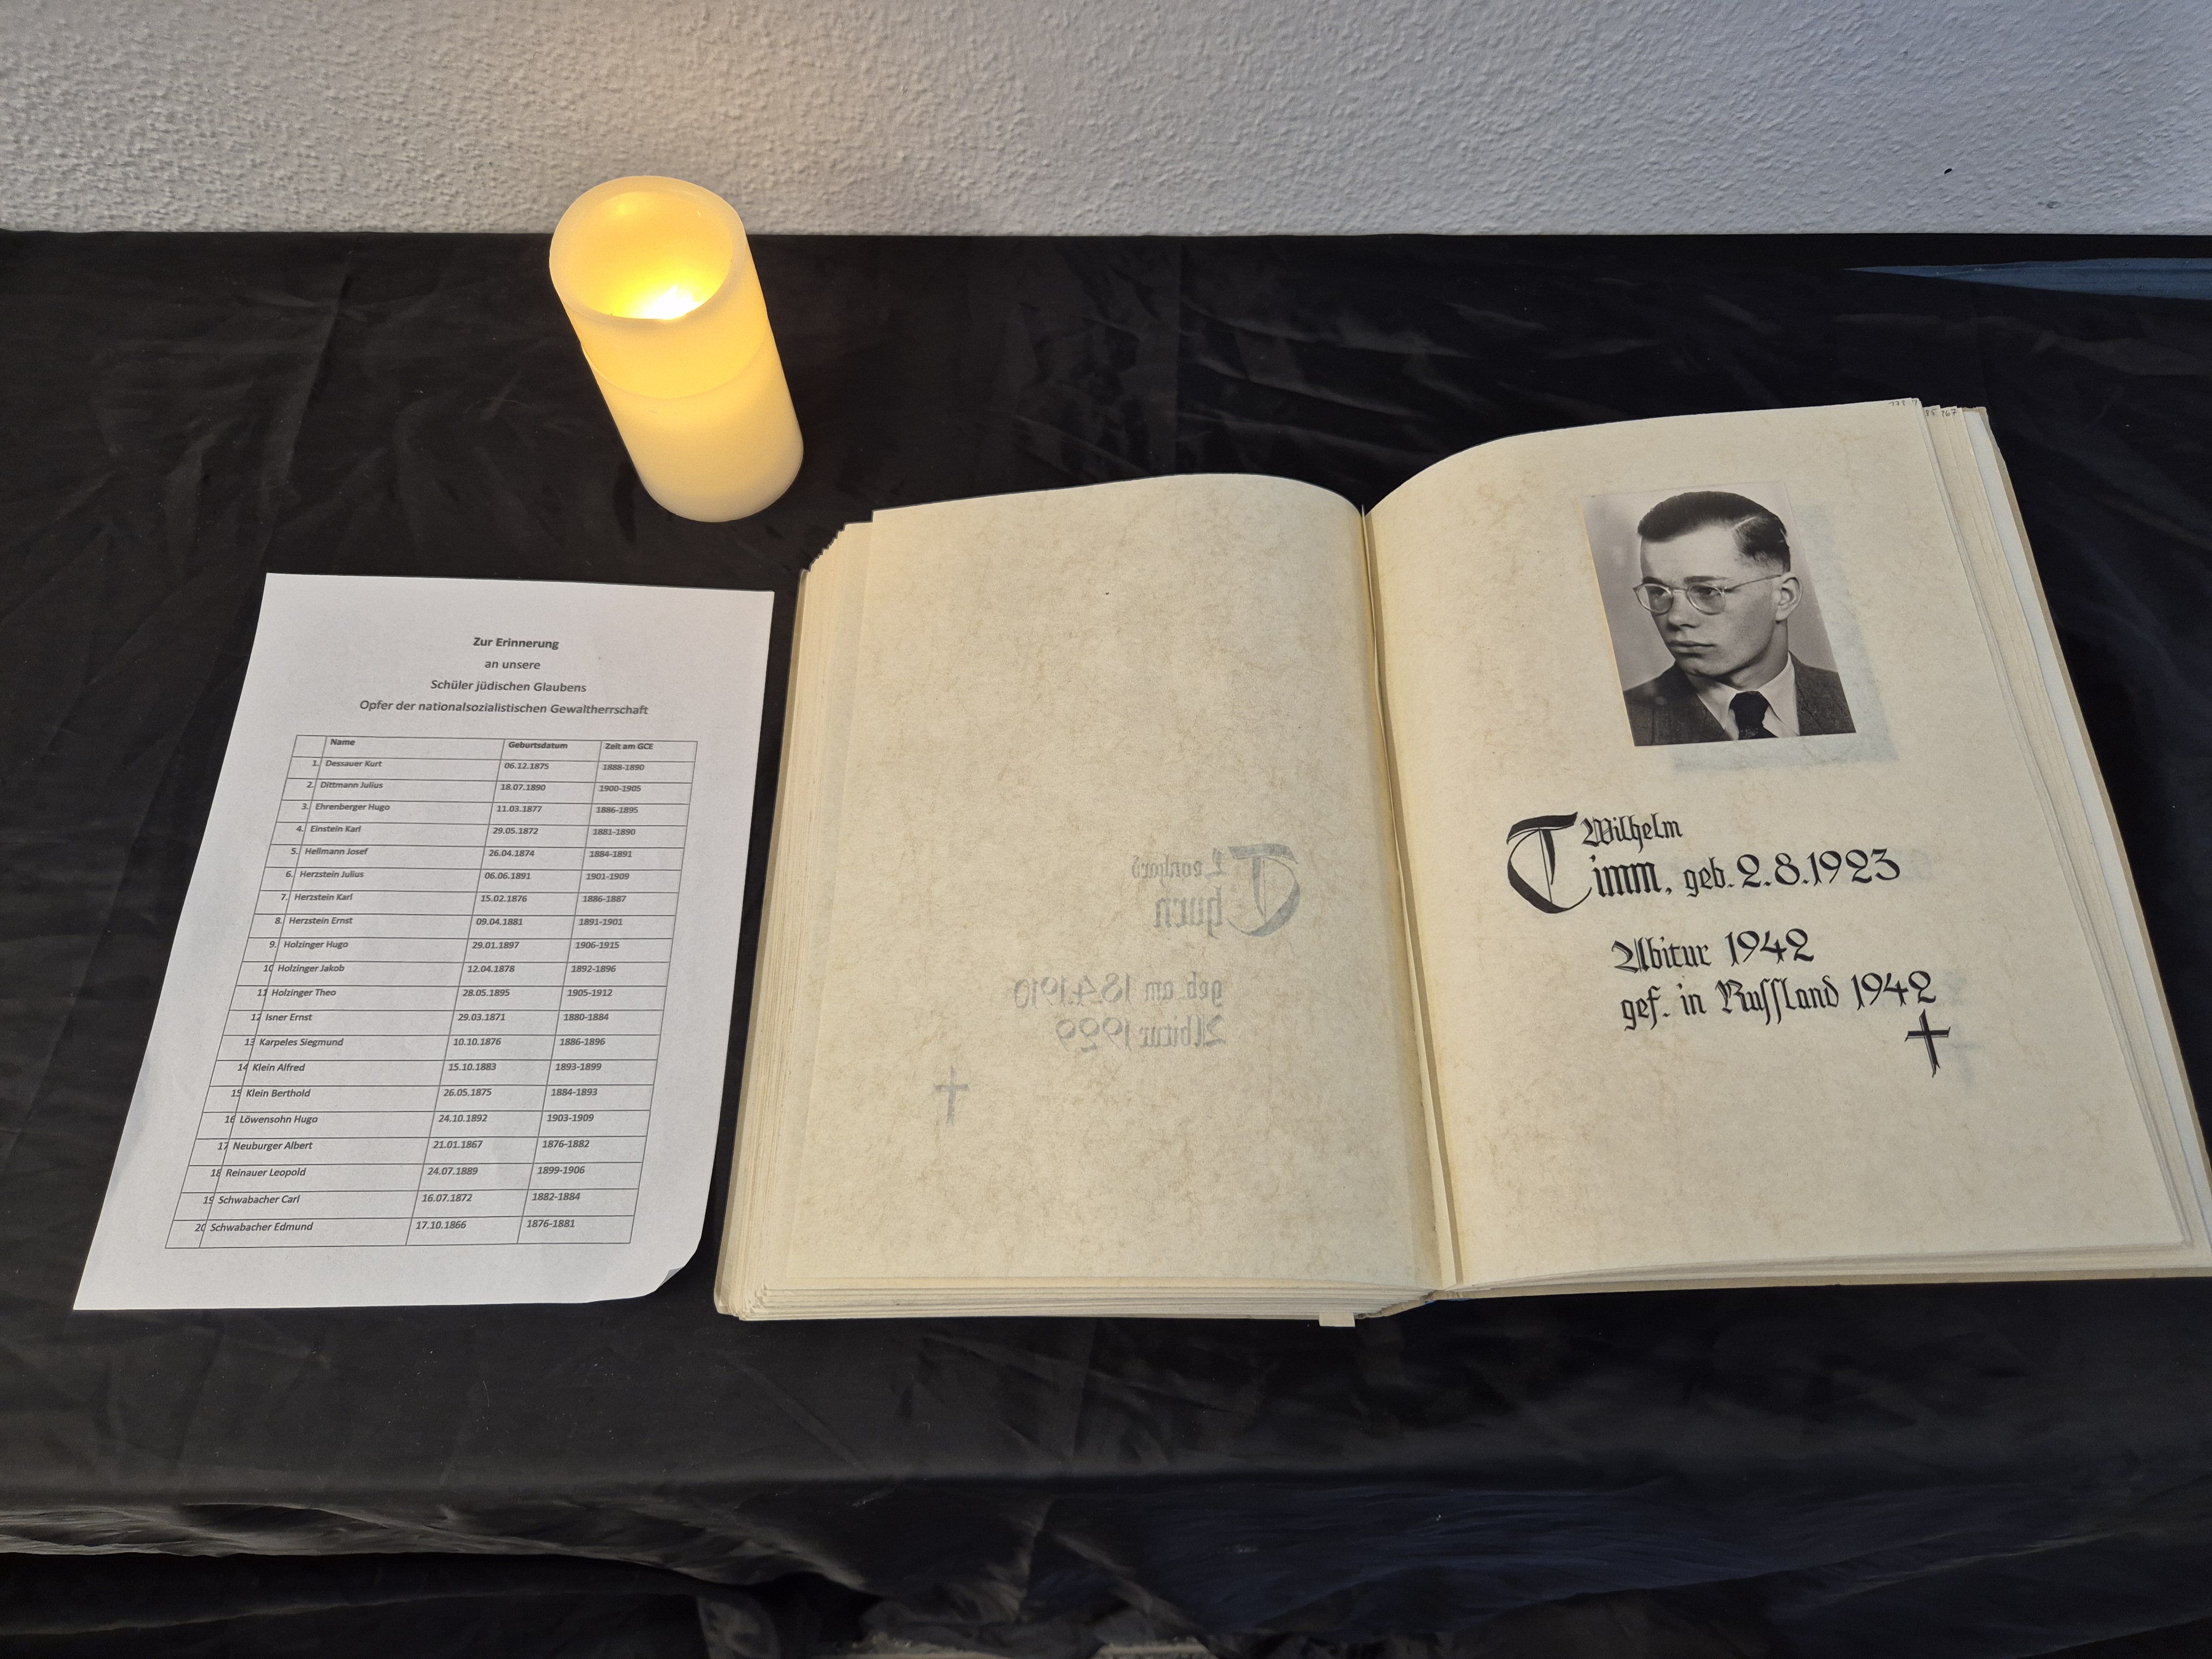 Zur Erinnerung
an unsere
Schüler jüdischen Glaubens
Opfer der nationalsozialistischen Gewaltherrschaft
Name Geburtsdatum Zeit am GCE
1. Dessauer Kurt 06.12.1875 1888-1890
2. Dittmann Julius 18.07.1890 1900-1905
3. Ehrenberger Hugo 11.03.1877 1886-1895
4. Einstein Karl 29.05.1872 1881-1890
5. Hellmann Josef 26.04.1874 1884-1891
6. Herzstein Julius 06.06.1891 1901-1909
7. Herzstein Karl 15.02.1876 1886-1887
8. Herzstein Ernst 09.04.1881 1891-1901
9. Holzinger Hugo 29.01.1897 1906-1915
10 Holzinger Jakob 12.04.1878 1892-1896
11 Holzinger Theo 28.05.1895 1905-1912
12 Isner Ernst 29.03.1871 1880-1884
13 Karpeles Siegmund 10.10.1876 1886-1896
14 Klein Alfred 15.10.1883 1893-1899
15 Klein Berthold 26.05.1875 1884-1893
16 Löwensohn Hugo 24.10.1892 1903-1909
17 Neuburger Albert 21.01.1867 1876-1882
18 Reinauer Leopold 24.07.1889 1899-1906
19 Schwabacher Carl 16.07.1872 1882-1884
20 Schwabacher Edmund 17.10.1866 1876-1881
Leonhard
Thurn
geb. am 18.4.1910
Abitur 1929
Wilhelm
Timm, geb. 2.8.1923
Abitur 1942
gef. in Russland 1942